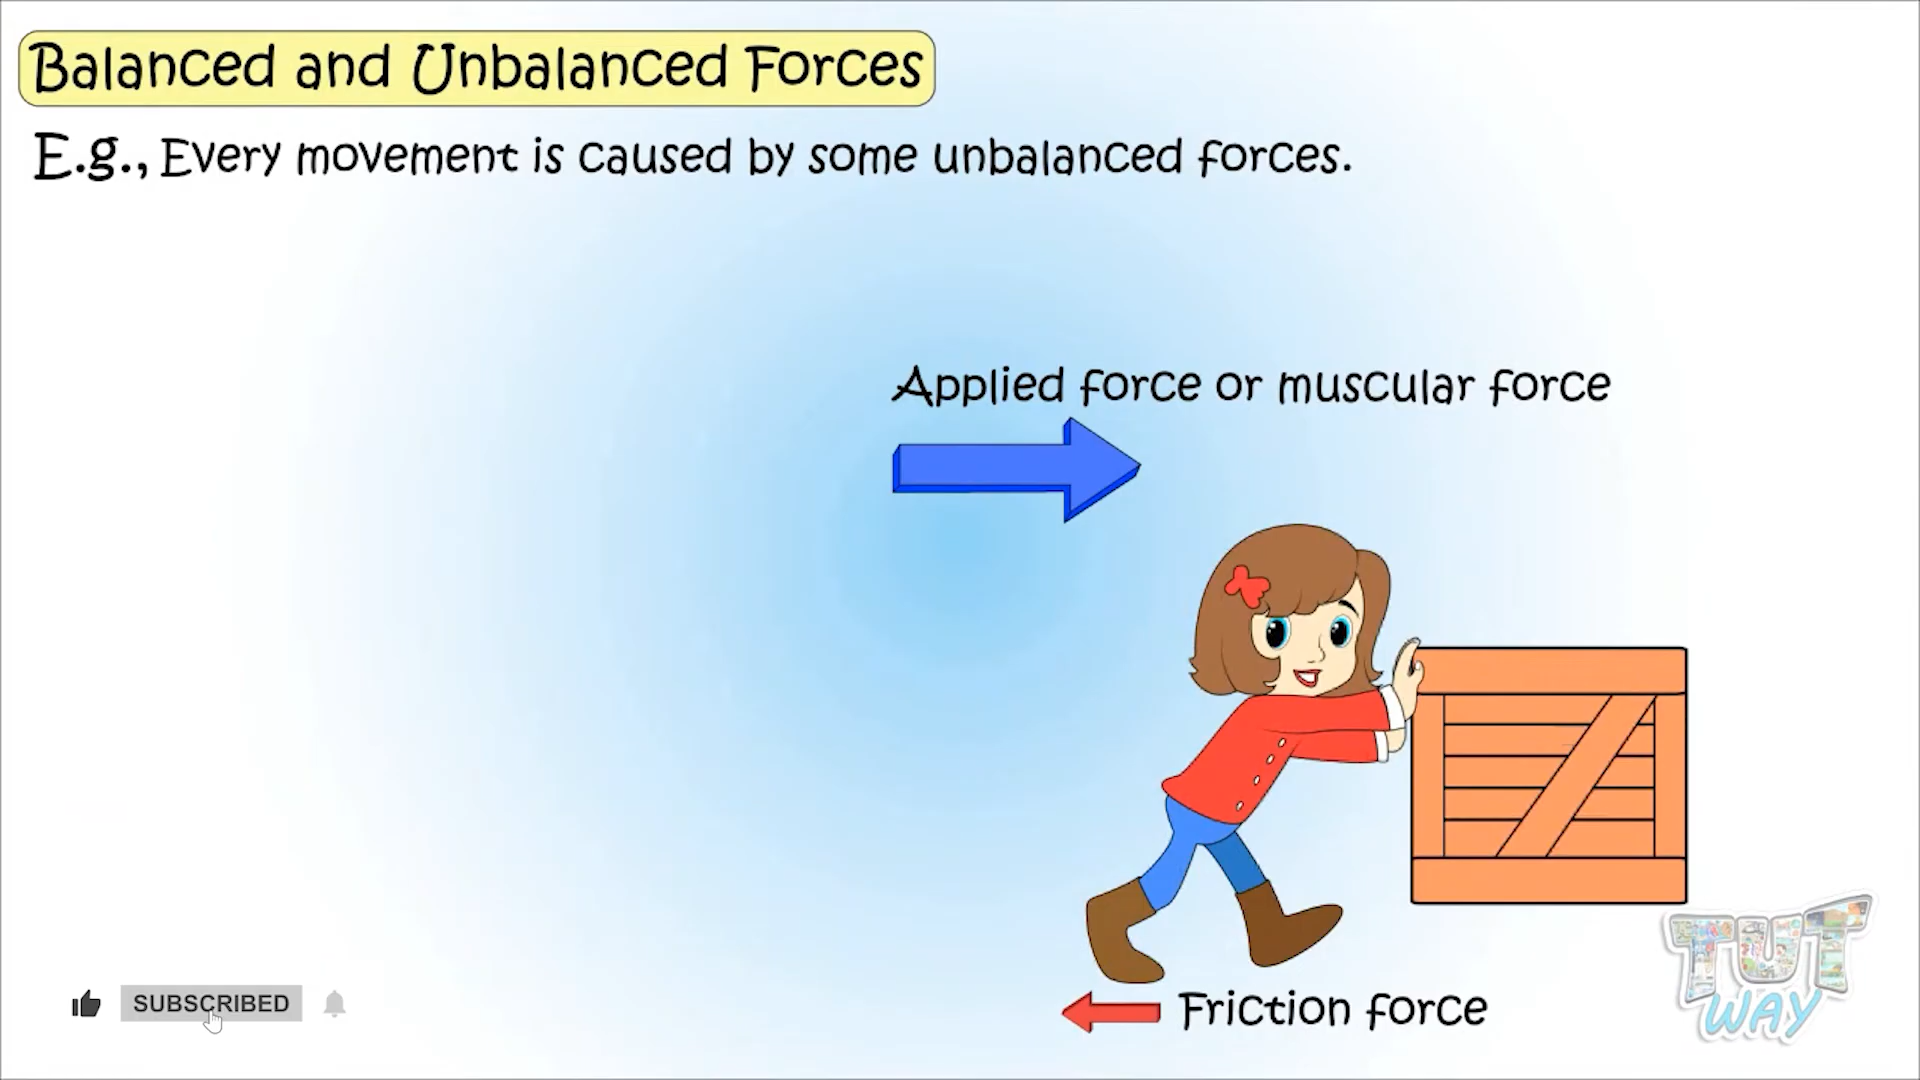 Balanced and Unbalanced Forces
E.g., Every movement is caused by some unbalanced forces.
Applied force or muscular force
Friction force
SUBSCRIBED
TUT
WAY